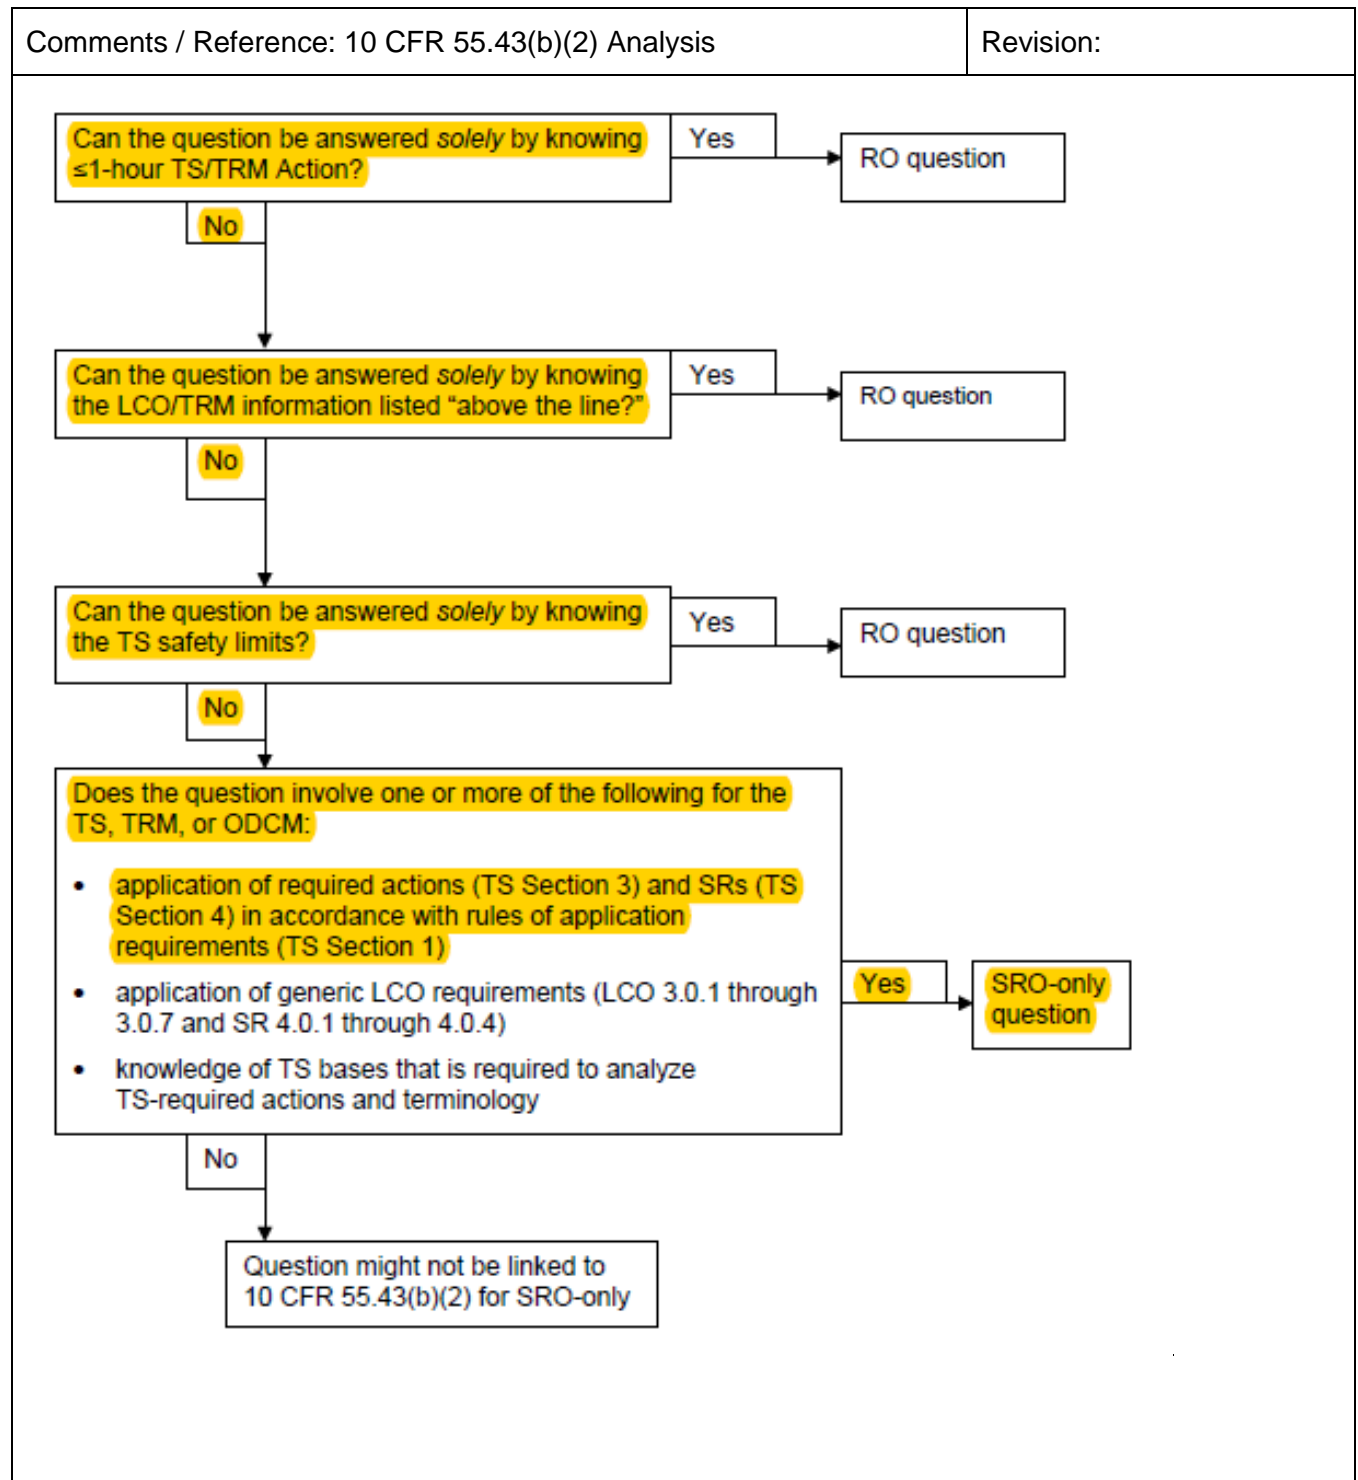 Comments / Reference: 10 CFR 55.43(b)(2) Analysis
Revision:
Can the question be answered solely by knowing
≤1-hour TS/TRM Action?
Yes
RO question
No
Can the question be answered solely by knowing
the LCO/TRM information listed “above the line?”
Yes
RO question
No
Can the question be answered solely by knowing
the TS safety limits?
Yes
RO question
No
Does the question involve one or more of the following for the
TS, TRM, or ODCM:
• application of required actions (TS Section 3) and SRs (TS
Section 4) in accordance with rules of application
requirements (TS Section 1)
• application of generic LCO requirements (LCO 3.0.1 through
3.0.7 and SR 4.0.1 through 4.0.4)
• knowledge of TS bases that is required to analyze
TS-required actions and terminology
Yes
SRO-only
question
No
Question might not be linked to
10 CFR 55.43(b)(2) for SRO-only